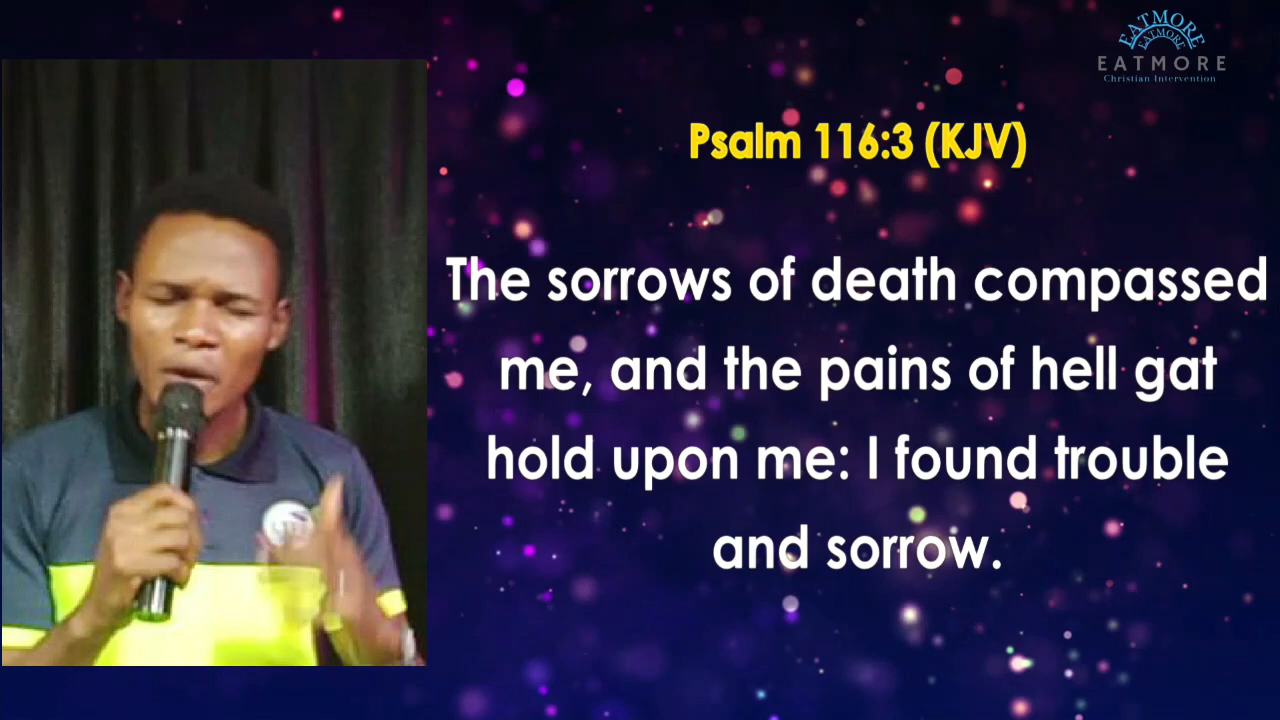 EATMORE
EATMORE
EATMORE
Christian Intervention
Psalm 116:3 (KJV)
The sorrows of death compassed
me, and the pains of hell gat
hold upon me: I found trouble
and sorrow.